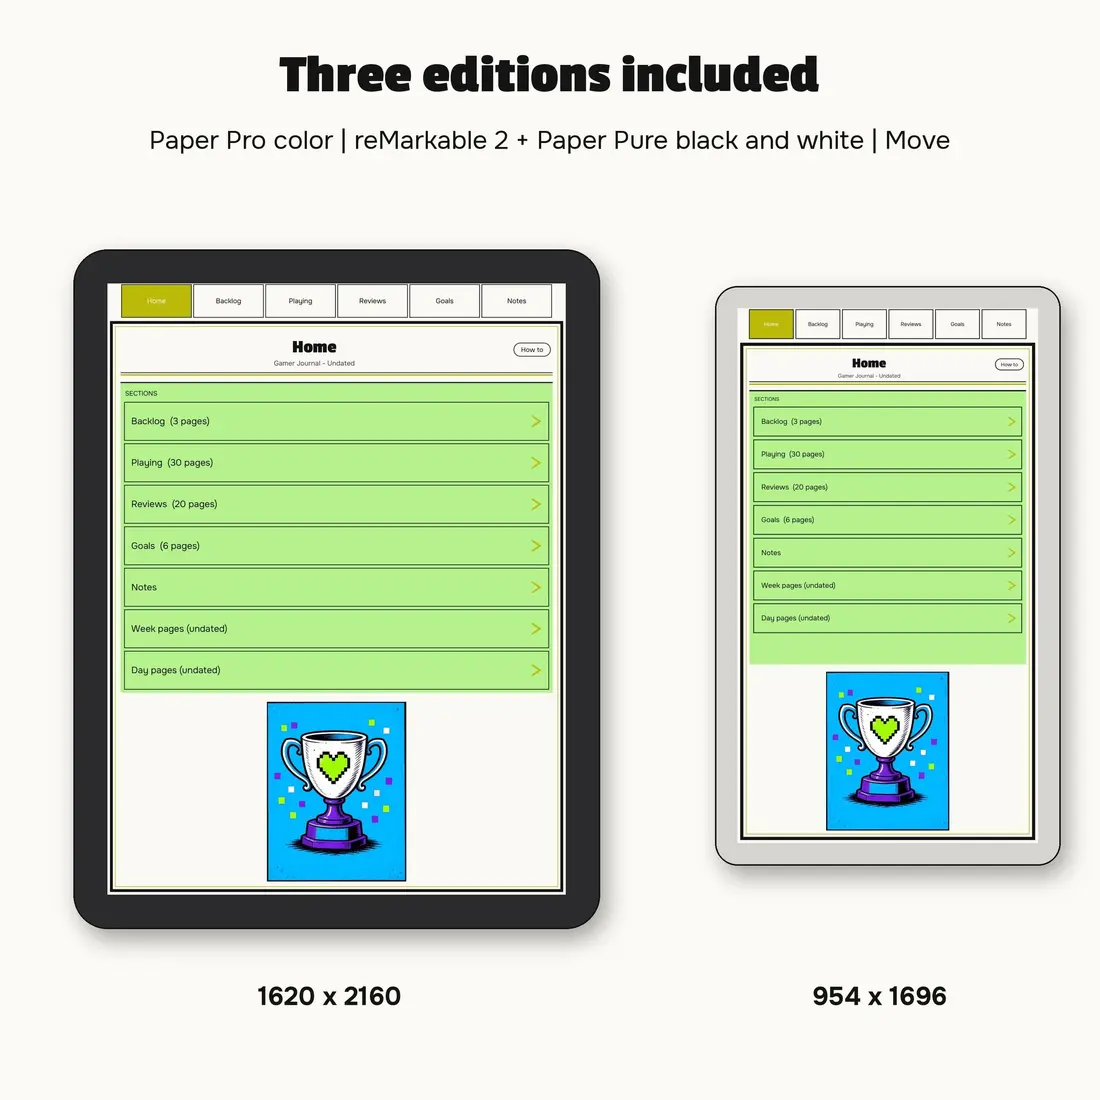 Three editions included
Paper Pro color | reMarkable 2 + Paper Pure black and white | Move
Home Backlog Playing Reviews Goals Notes
Home
Gamer Journal - Undated
How to
SECTIONS
Backlog (3 pages)
Playing (30 pages)
Reviews (20 pages)
Goals (6 pages)
Notes
Week pages (undated)
Day pages (undated)
1620 x 2160
Home Backlog Playing Reviews Goals Notes
Home
Gamer Journal - Undated
How to
SECTIONS
Backlog (3 pages)
Playing (30 pages)
Reviews (20 pages)
Goals (6 pages)
Notes
Week pages (undated)
Day pages (undated)
954 x 1696